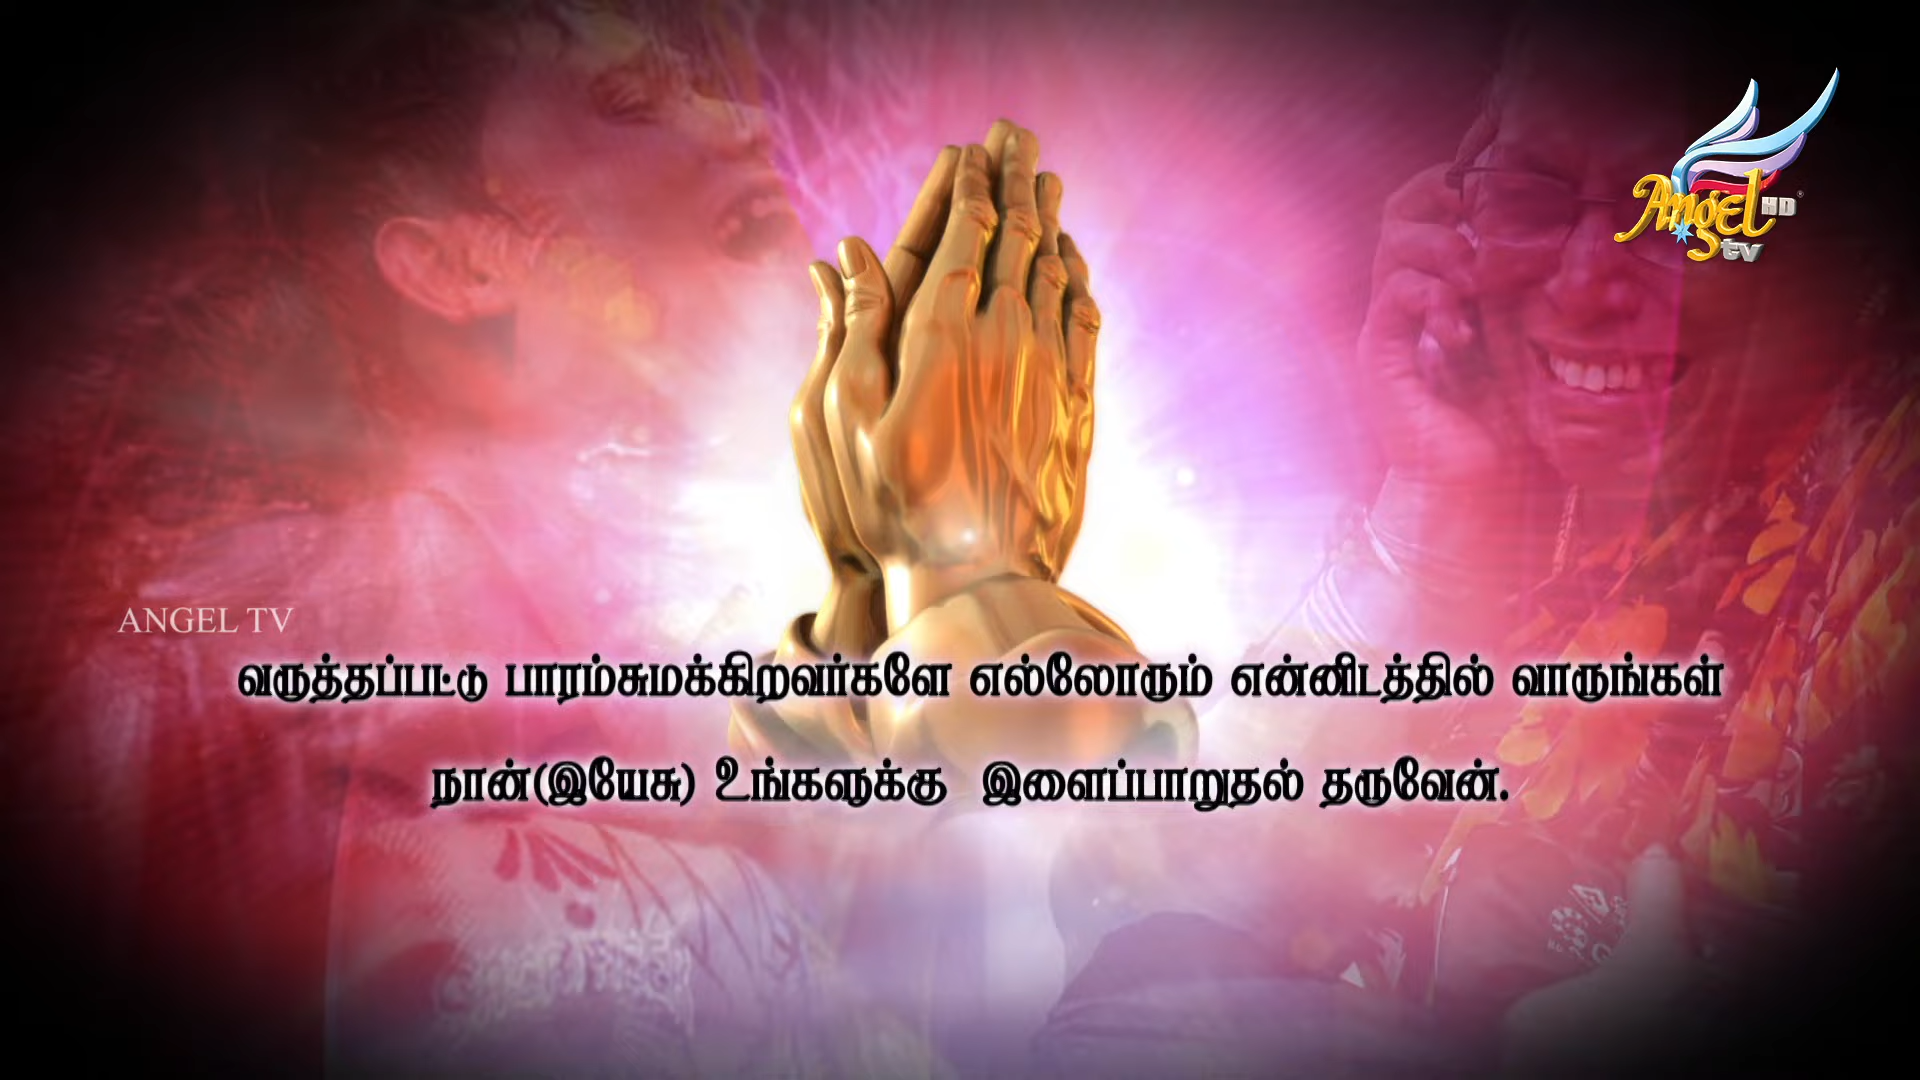 Angel HD
tv
ANGEL TV
வருத்தப்பட்டு பாரம்சுமக்கிறவர்களே எல்லோரும் என்னிடத்தில் வாருங்கள்
நான்(இயேசு) உங்களுக்கு இளைப்பாறுதல் தருவேன்.